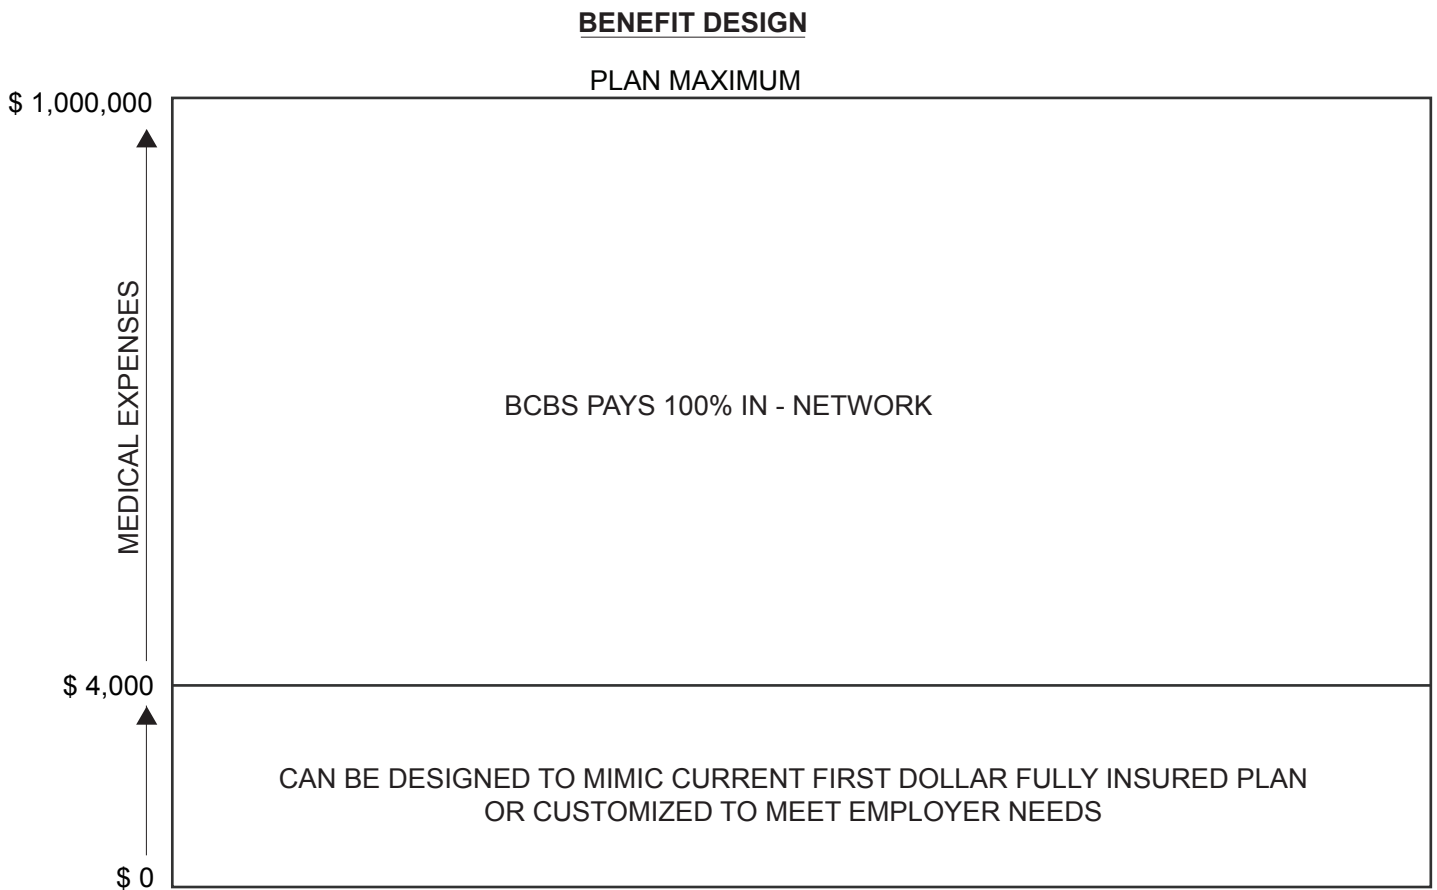 BENEFIT DESIGN
PLAN MAXIMUM
$ 1,000,000
MEDICAL EXPENSES
BCBS PAYS 100% IN - NETWORK
$ 4,000
CAN BE DESIGNED TO MIMIC CURRENT FIRST DOLLAR FULLY INSURED PLAN
OR CUSTOMIZED TO MEET EMPLOYER NEEDS
$ 0